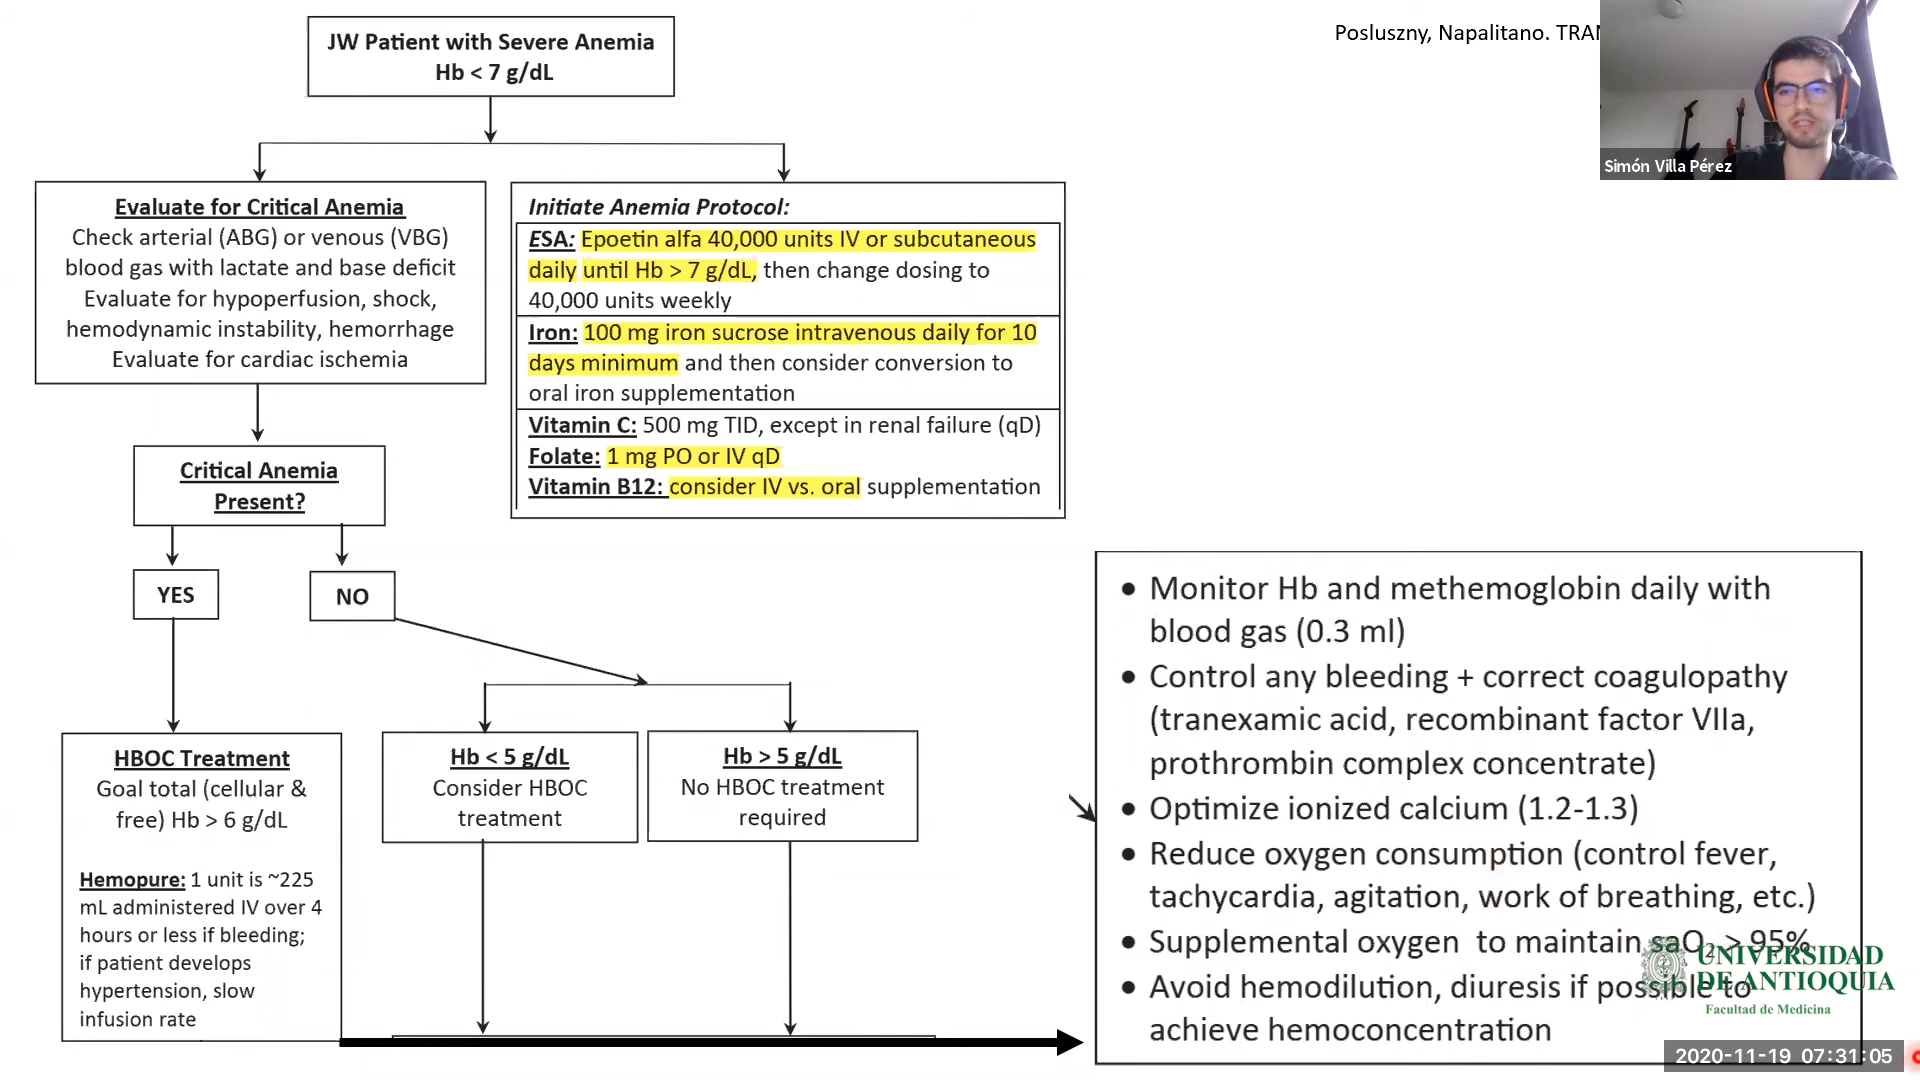 JW Patient with Severe Anemia
Hb < 7 g/dL
Posluszny, Napalitano. TRAN
Simón Villa Pérez
Evaluate for Critical Anemia
Check arterial (ABG) or venous (VBG)
blood gas with lactate and base deficit
Evaluate for hypoperfusion, shock,
hemodynamic instability, hemorrhage
Evaluate for cardiac ischemia
Initiate Anemia Protocol:
ESA: Epoetin alfa 40,000 units IV or subcutaneous
daily until Hb > 7 g/dL, then change dosing to
40,000 units weekly
Iron: 100 mg iron sucrose intravenous daily for 10
days minimum and then consider conversion to
oral iron supplementation
Vitamin C: 500 mg TID, except in renal failure (qD)
Folate: 1 mg PO or IV qD
Vitamin B12: consider IV vs. oral supplementation
Critical Anemia
Present?
YES
NO
HBOC Treatment
Goal total (cellular &
free) Hb > 6 g/dL
Hemopure: 1 unit is ~225
mL administered IV over 4
hours or less if bleeding;
if patient develops
hypertension, slow
infusion rate
Hb < 5 g/dL
Consider HBOC
treatment
Hb > 5 g/dL
No HBOC treatment
required
• Monitor Hb and methemoglobin daily with
blood gas (0.3 ml)
• Control any bleeding + correct coagulopathy
(tranexamic acid, recombinant factor VIIa,
prothrombin complex concentrate)
• Optimize ionized calcium (1.2-1.3)
• Reduce oxygen consumption (control fever,
tachycardia, agitation, work of breathing, etc.)
• Supplemental oxygen to maintain saO₂ > 95%
• Avoid hemodilution, diuresis if possible to
achieve hemoconcentration
UNIVERSIDAD
DE ANTIOQUIA
Facultad de Medicina
2020-11-19 07:31:05